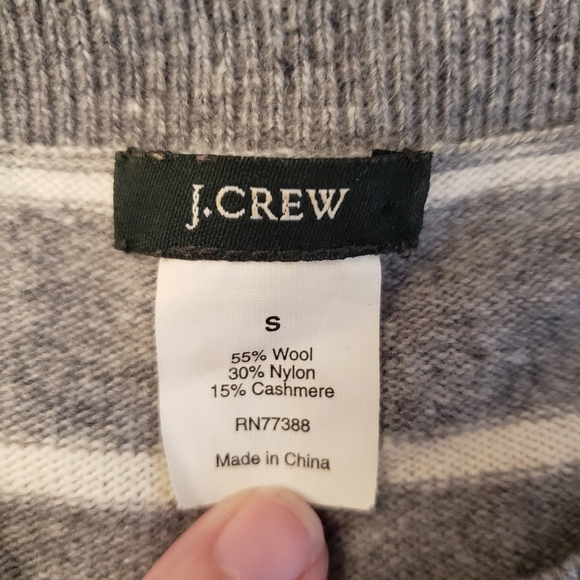 J.CREW
S
55% Wool
30% Nylon
15% Cashmere
RN77388
Made in China